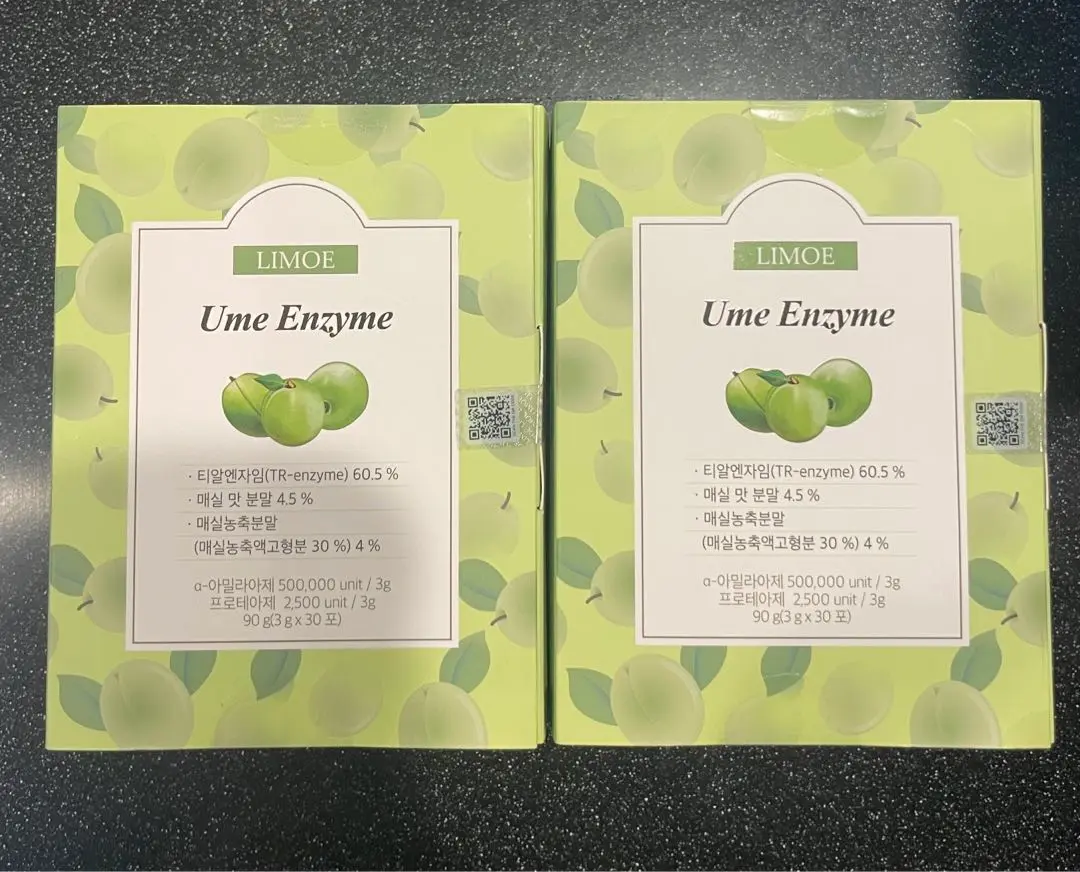 LIMOE
Ume Enzyme
· 티알엔자임(TR-enzyme) 60.5 %
· 매실 맛 분말 4.5 %
· 매실농축분말
(매실농축액고형분 30 %) 4 %
α-아밀라아제 500,000 unit / 3g
프로테아제 2,500 unit / 3g
90 g(3 g x 30 포)
LIMOE
Ume Enzyme
· 티알엔자임(TR-enzyme) 60.5 %
· 매실 맛 분말 4.5 %
· 매실농축분말
(매실농축액고형분 30 %) 4 %
α-아밀라아제 500,000 unit / 3g
프로테아제 2,500 unit / 3g
90 g(3 g x 30 포)